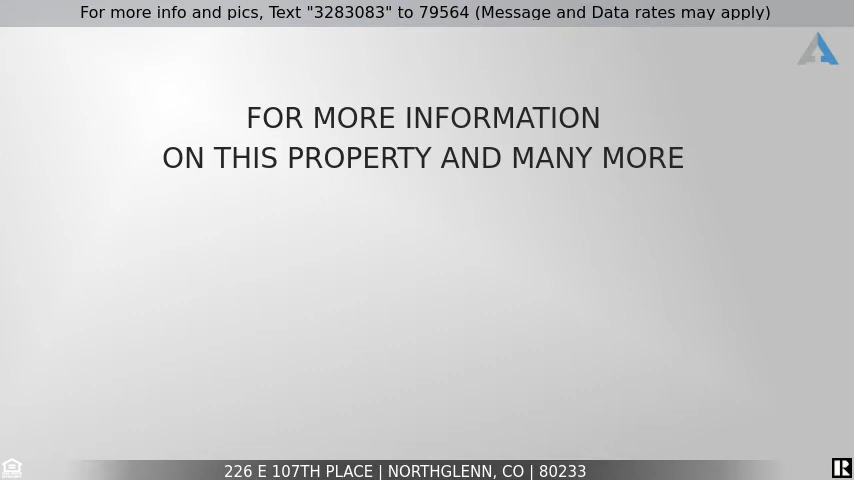 For more info and pics, Text "3283083" to 79564 (Message and Data rates may apply)
FOR MORE INFORMATION
ON THIS PROPERTY AND MANY MORE
226 E 107TH PLACE | NORTHGLENN, CO | 80233